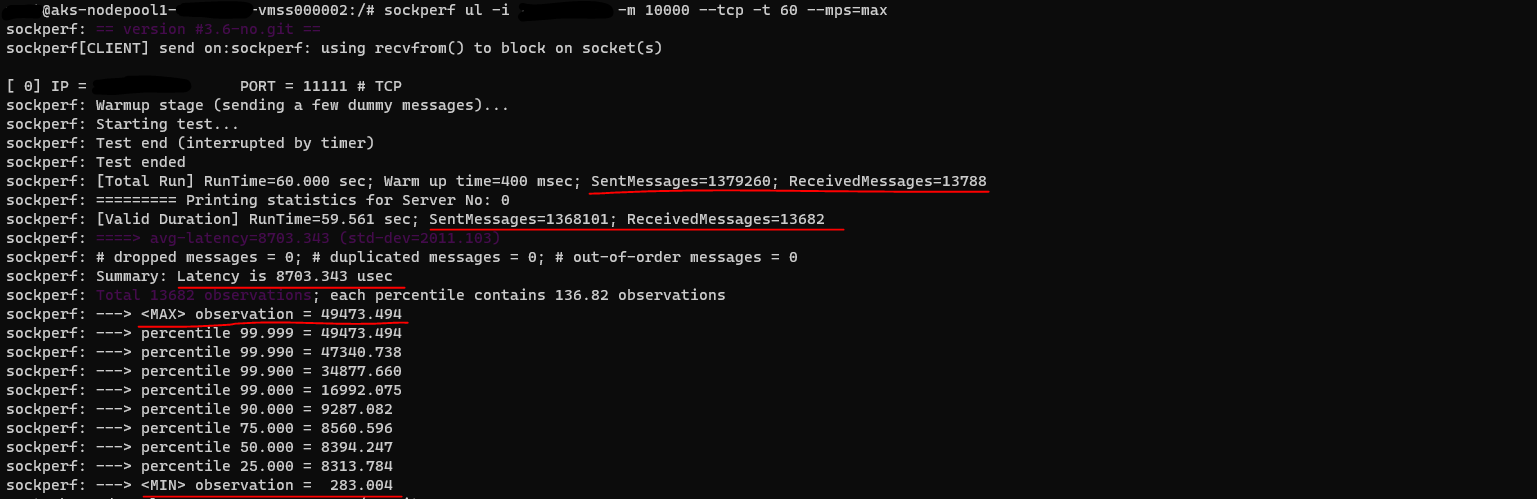 @aks-nodepool1- -vmss000002:/# sockperf ul -i -m 10000 --tcp -t 60 --mps=max
sockperf: == version #3.6-no.git ==
sockperf[CLIENT] send on:sockperf: using recvfrom() to block on socket(s)
[ 0] IP = PORT = 11111 # TCP
sockperf: Warmup stage (sending a few dummy messages)...
sockperf: Starting test...
sockperf: Test end (interrupted by timer)
sockperf: Test ended
sockperf: [Total Run] RunTime=60.000 sec; Warm up time=400 msec; SentMessages=1379260; ReceivedMessages=13788
sockperf: ========= Printing statistics for Server No: 0
sockperf: [Valid Duration] RunTime=59.561 sec; SentMessages=1368101; ReceivedMessages=13682
sockperf: ====> avg-latency=8703.343 (std-dev=2011.103)
sockperf: # dropped messages = 0; # duplicated messages = 0; # out-of-order messages = 0
sockperf: Summary: Latency is 8703.343 usec
sockperf: Total 13682 observations; each percentile contains 136.82 observations
sockperf: ---> <MAX> observation = 49473.494
sockperf: ---> percentile 99.999 = 49473.494
sockperf: ---> percentile 99.990 = 47340.738
sockperf: ---> percentile 99.900 = 34877.660
sockperf: ---> percentile 99.000 = 16992.075
sockperf: ---> percentile 90.000 = 9287.082
sockperf: ---> percentile 75.000 = 8560.596
sockperf: ---> percentile 50.000 = 8394.247
sockperf: ---> percentile 25.000 = 8313.784
sockperf: ---> <MIN> observation = 283.004